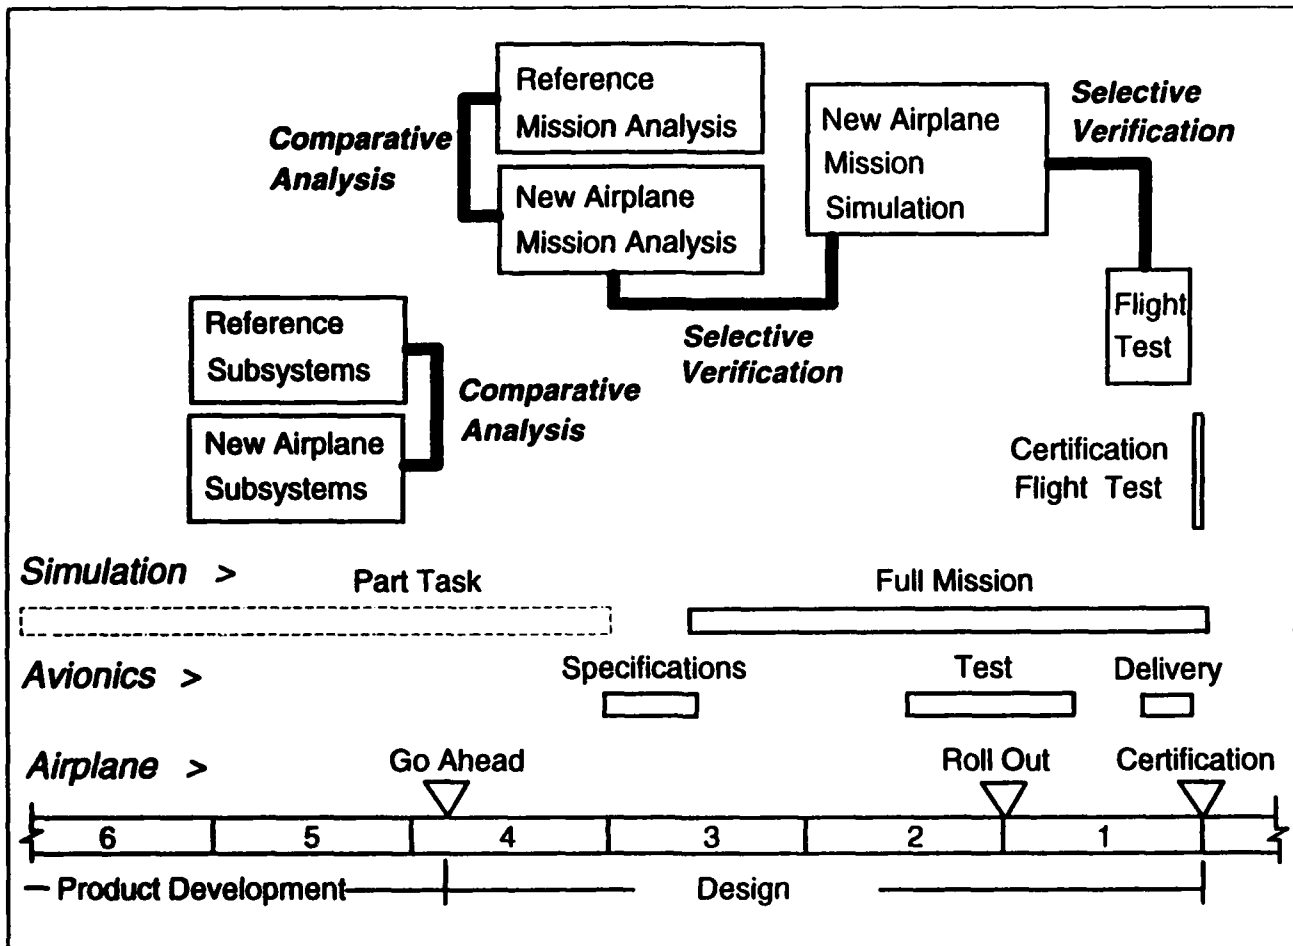 Reference
Mission Analysis
Comparative
Analysis
New Airplane
Mission Analysis
New Airplane
Mission
Simulation
Selective
Verification
Flight
Test
Selective
Verification
Reference
Subsystems
Comparative
Analysis
New Airplane
Subsystems
Certification
Flight Test
Simulation >
Part Task
Full Mission
Avionics >
Specifications
Test
Delivery
Airplane >
Go Ahead
Roll Out
Certification
6 5 4 3 2 1
Product Development
Design